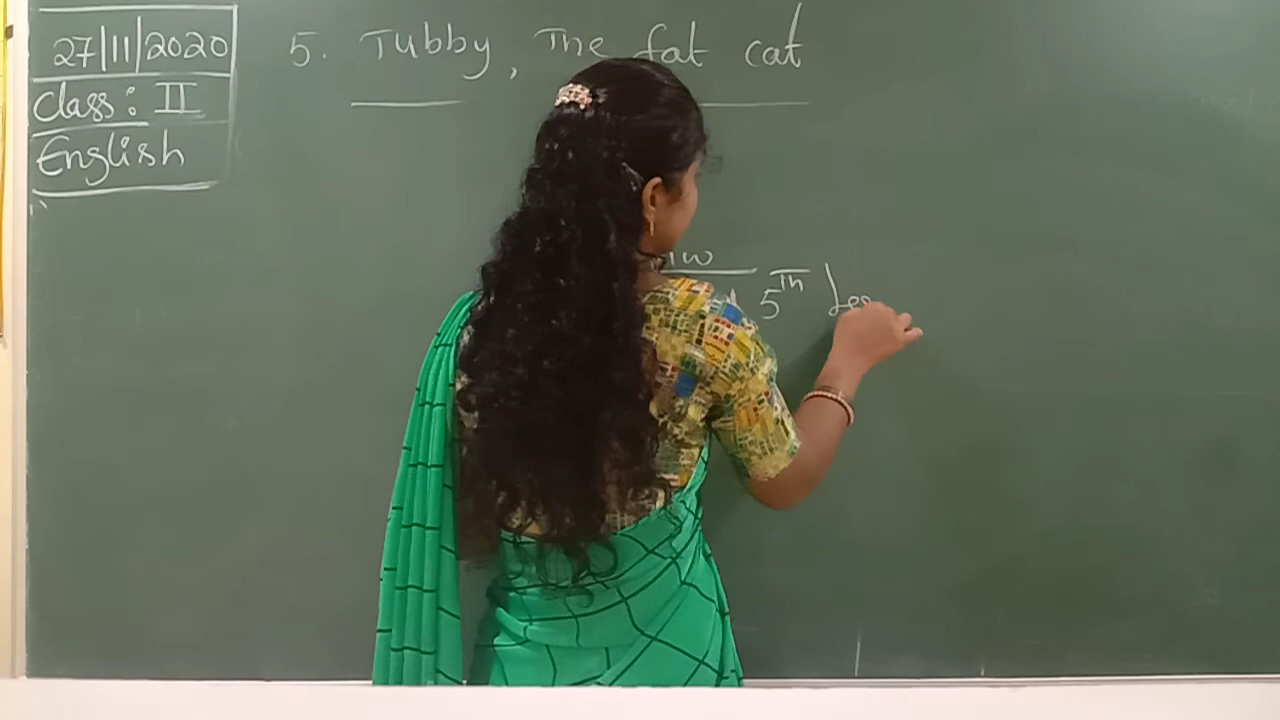 27/11/2020
Class: II
English
5. Tubby, The fat cat
5th